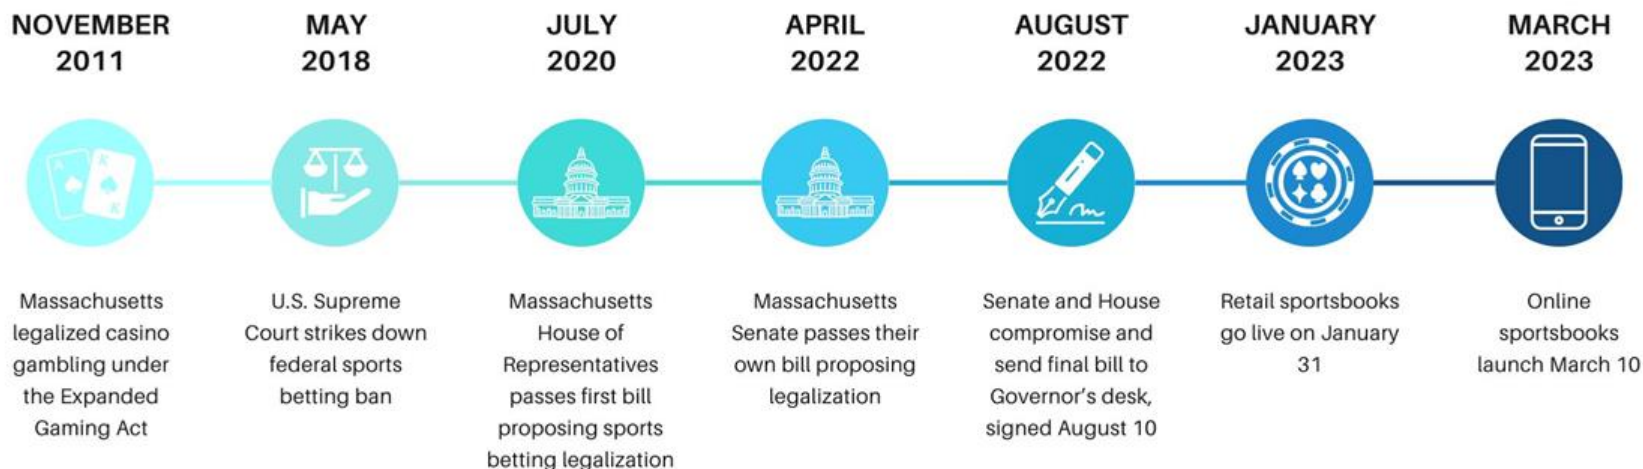 NOVEMBER
2011
MAY
2018
JULY
2020
APRIL
2022
AUGUST
2022
JANUARY
2023
MARCH
2023
A
K
K
Massachusetts
legalized casino
gambling under
the Expanded
Gaming Act
U.S. Supreme
Court strikes down
federal sports
betting ban
Massachusetts
House of
Representatives
passes first bill
proposing sports
betting legalization
Massachusetts
Senate passes their
own bill proposing
legalization
Senate and House
compromise and
send final bill to
Governor’s desk,
signed August 10
Retail sportsbooks
go live on January
31
Online
sportsbooks
launch March 10